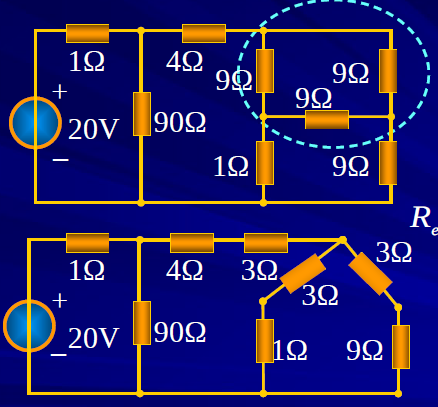 1Ω 4Ω 9Ω 9Ω
+ 9Ω
20V 90Ω
− 1Ω 9Ω
R_e
1Ω 4Ω 3Ω 3Ω
+ 3Ω
20V 90Ω 1Ω 9Ω
−